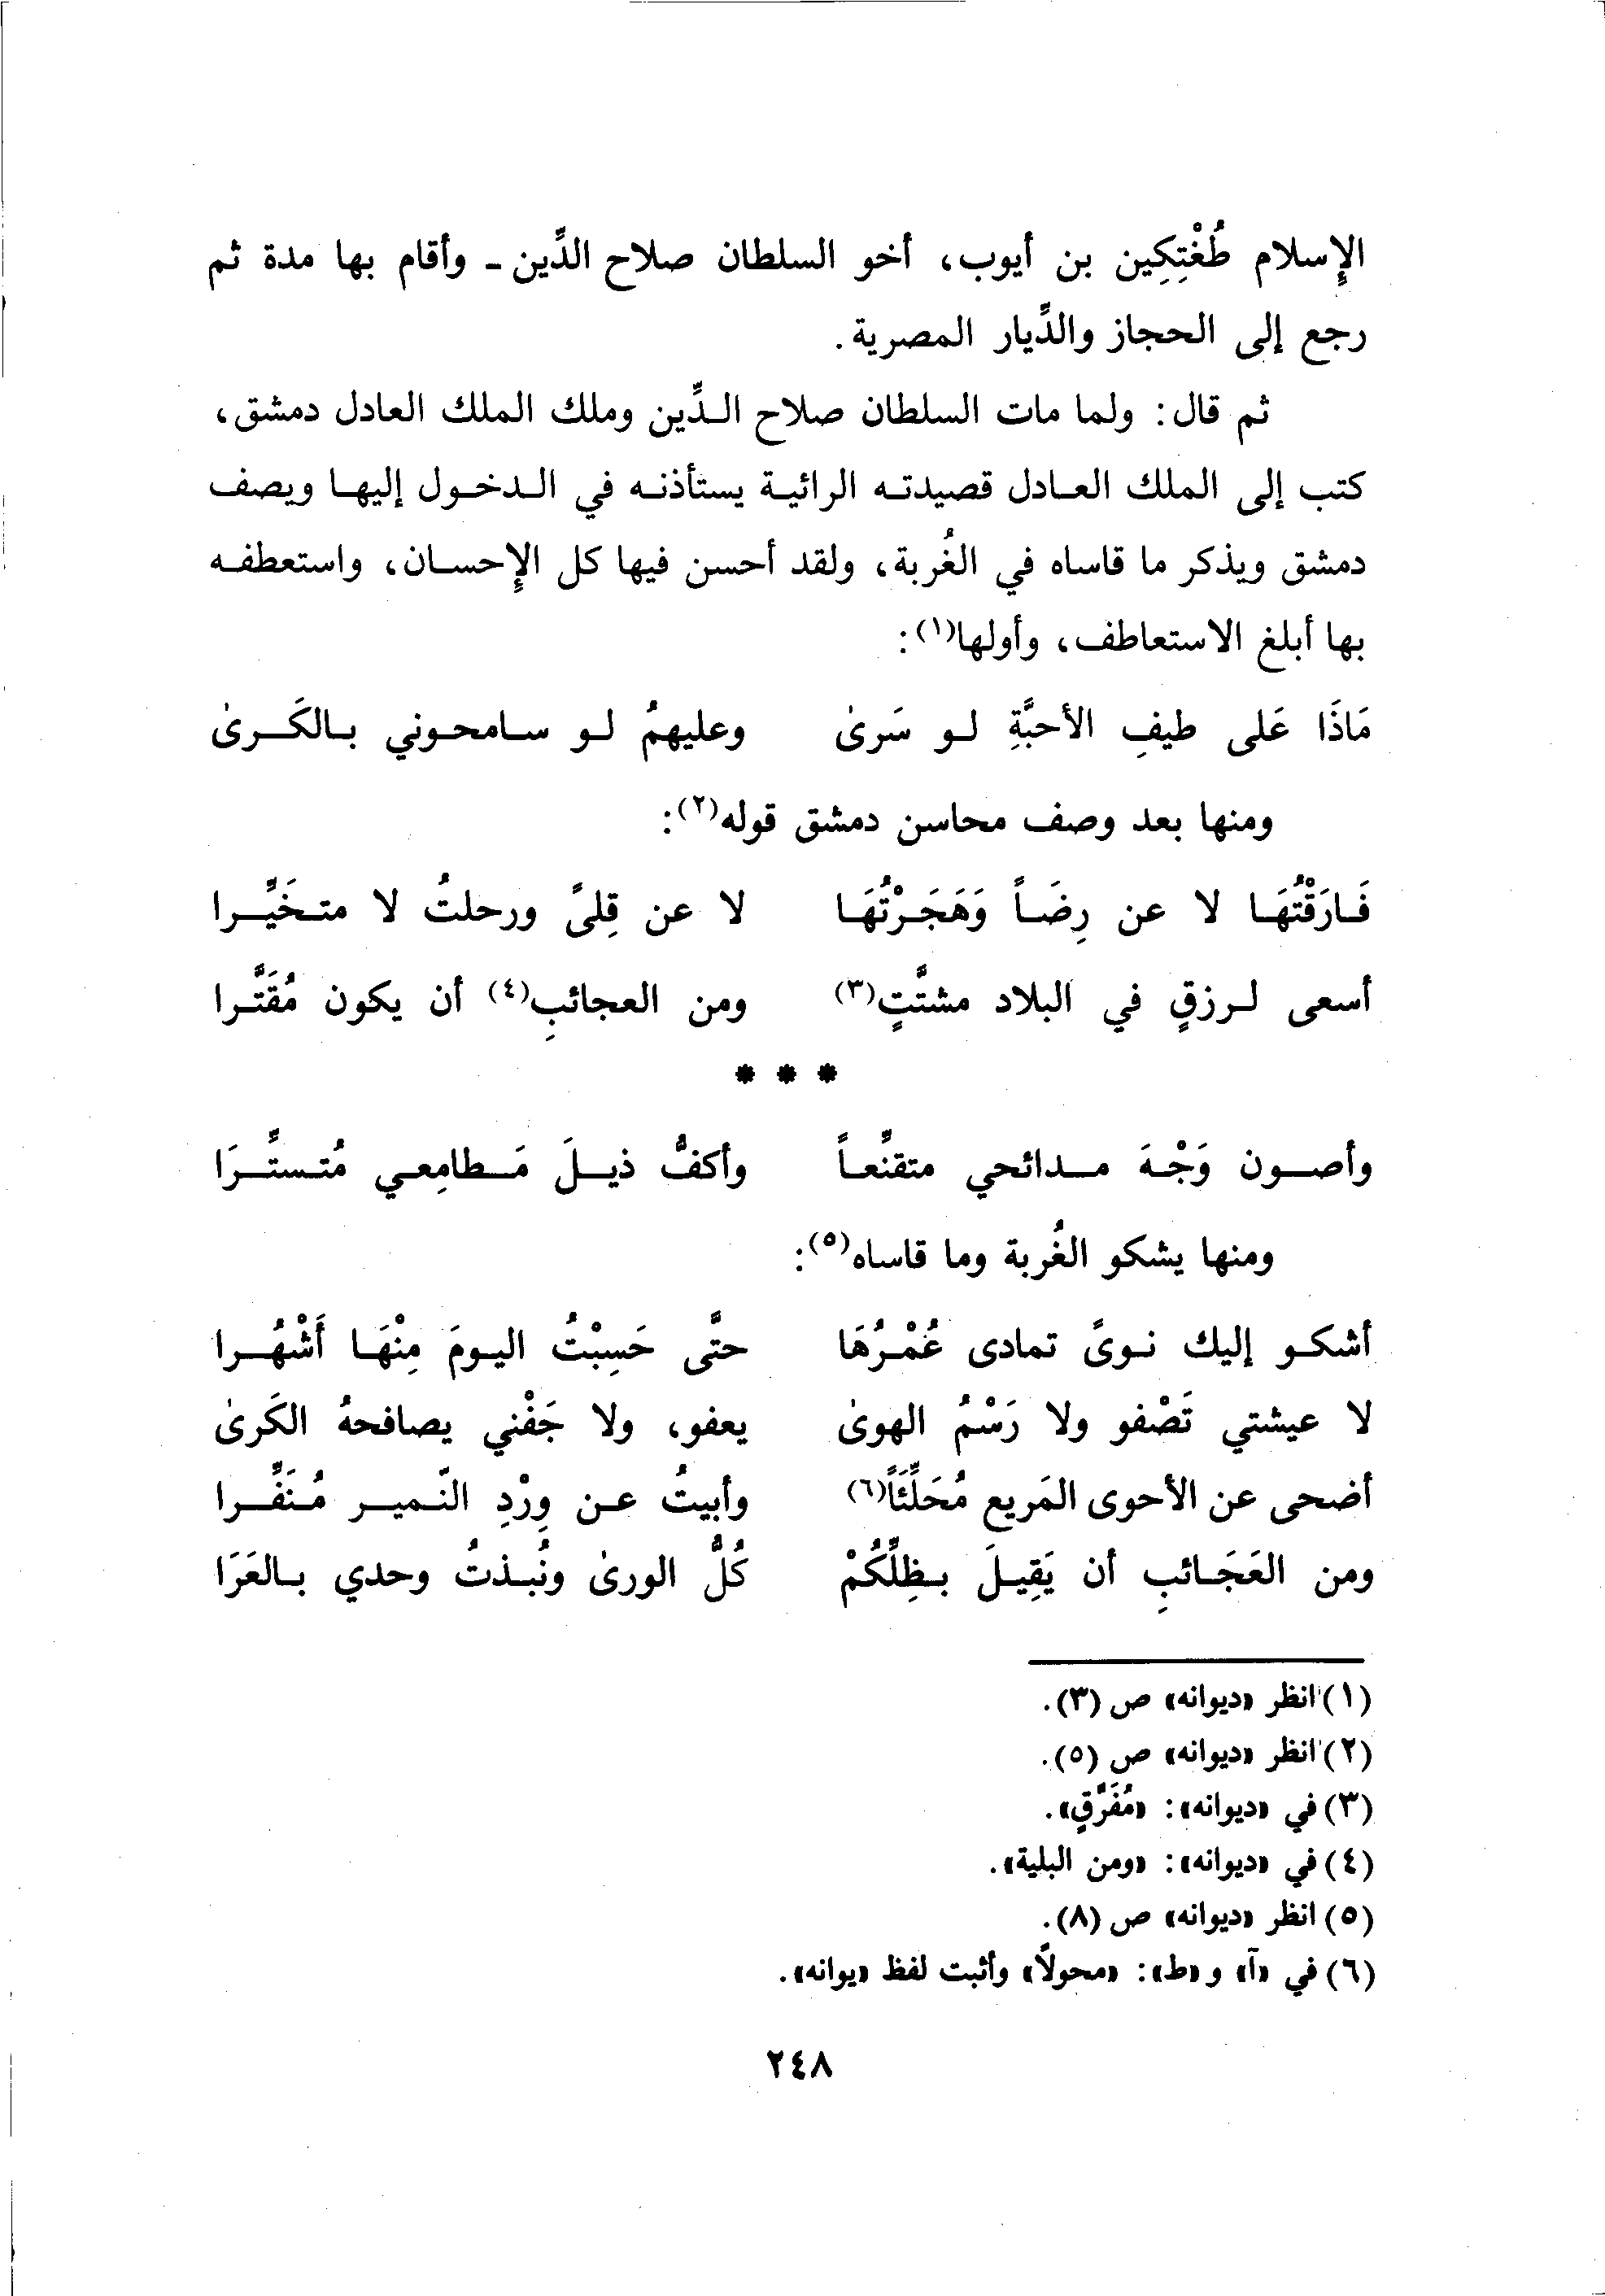 الإسلام طُغْتِكِين بن أيوب، أخو السلطان صلاح الدِّين ـ وأقام بها مدة ثم
رجع إلى الحجاز والدِّيار المصرية.
ثم قال: ولما مات السلطان صلاح الدِّين وملك الملك العادل دمشق،
كتب إلى الملك العادل قصيدته الرائية يستأذنه في الدخول إليها ويصف
دمشق ويذكر ما قاساه في الغُربة، ولقد أحسن فيها كل الإحسان، واستعطفه
بها أبلغ الاستعاطف، وأولها(١):
مَاذَا عَلى طيفِ الأحبَّةِ لو سَرىٰ وعليهمُ لو سامحوني بالكَرىٰ
ومنها بعد وصف محاسن دمشق قوله(٢):
فَارَقْتُهَا لا عن رِضَاً وَهَجَرْتُهَا لا عن قِلىً ورحلتُ لا متخَيِّرا
أسعى لرزقٍ في البلاد مشتَّتٍ(٣) ومن العجائبِ(٤) أن يكون مُقَتَّرا
* * *
وأصون وَجْهَ مدائحي متقنِّعاً وأكفُّ ذيلَ مَطامِعي مُتستِّرَا
ومنها يشكو الغُربة وما قاساه(٥):
أشكو إليك نوىً تمادى عُمْرُهَا حتَّى حَسِبْتُ اليومَ مِنْهَا أَشْهُرا
لا عيشتي تَصْفو ولا رَسْمُ الهوىٰ يعفو، ولا جَفْني يصافحهُ الكَرىٰ
أضحى عن الأحوى المَريع مُحَلِّئَاً(٦) وأبيتُ عن وِرْدِ النَّمير مُنَفِّرا
ومن العَجَائبِ أن يَقِيلَ بظِلِّكُمْ كُلُّ الورىٰ ونُبذتُ وحدي بالعَرَا
(١) انظر «ديوانه» ص (٣).
(٢) انظر «ديوانه» ص (٥).
(٣) في «ديوانه»: «مُفَرَّقٍ».
(٤) في «ديوانه»: «ومن البلية».
(٥) انظر «ديوانه» ص (٨).
(٦) في «آ» و «ط»: «محولاً» وأثبت لفظ «يوانه».
٢٤٨